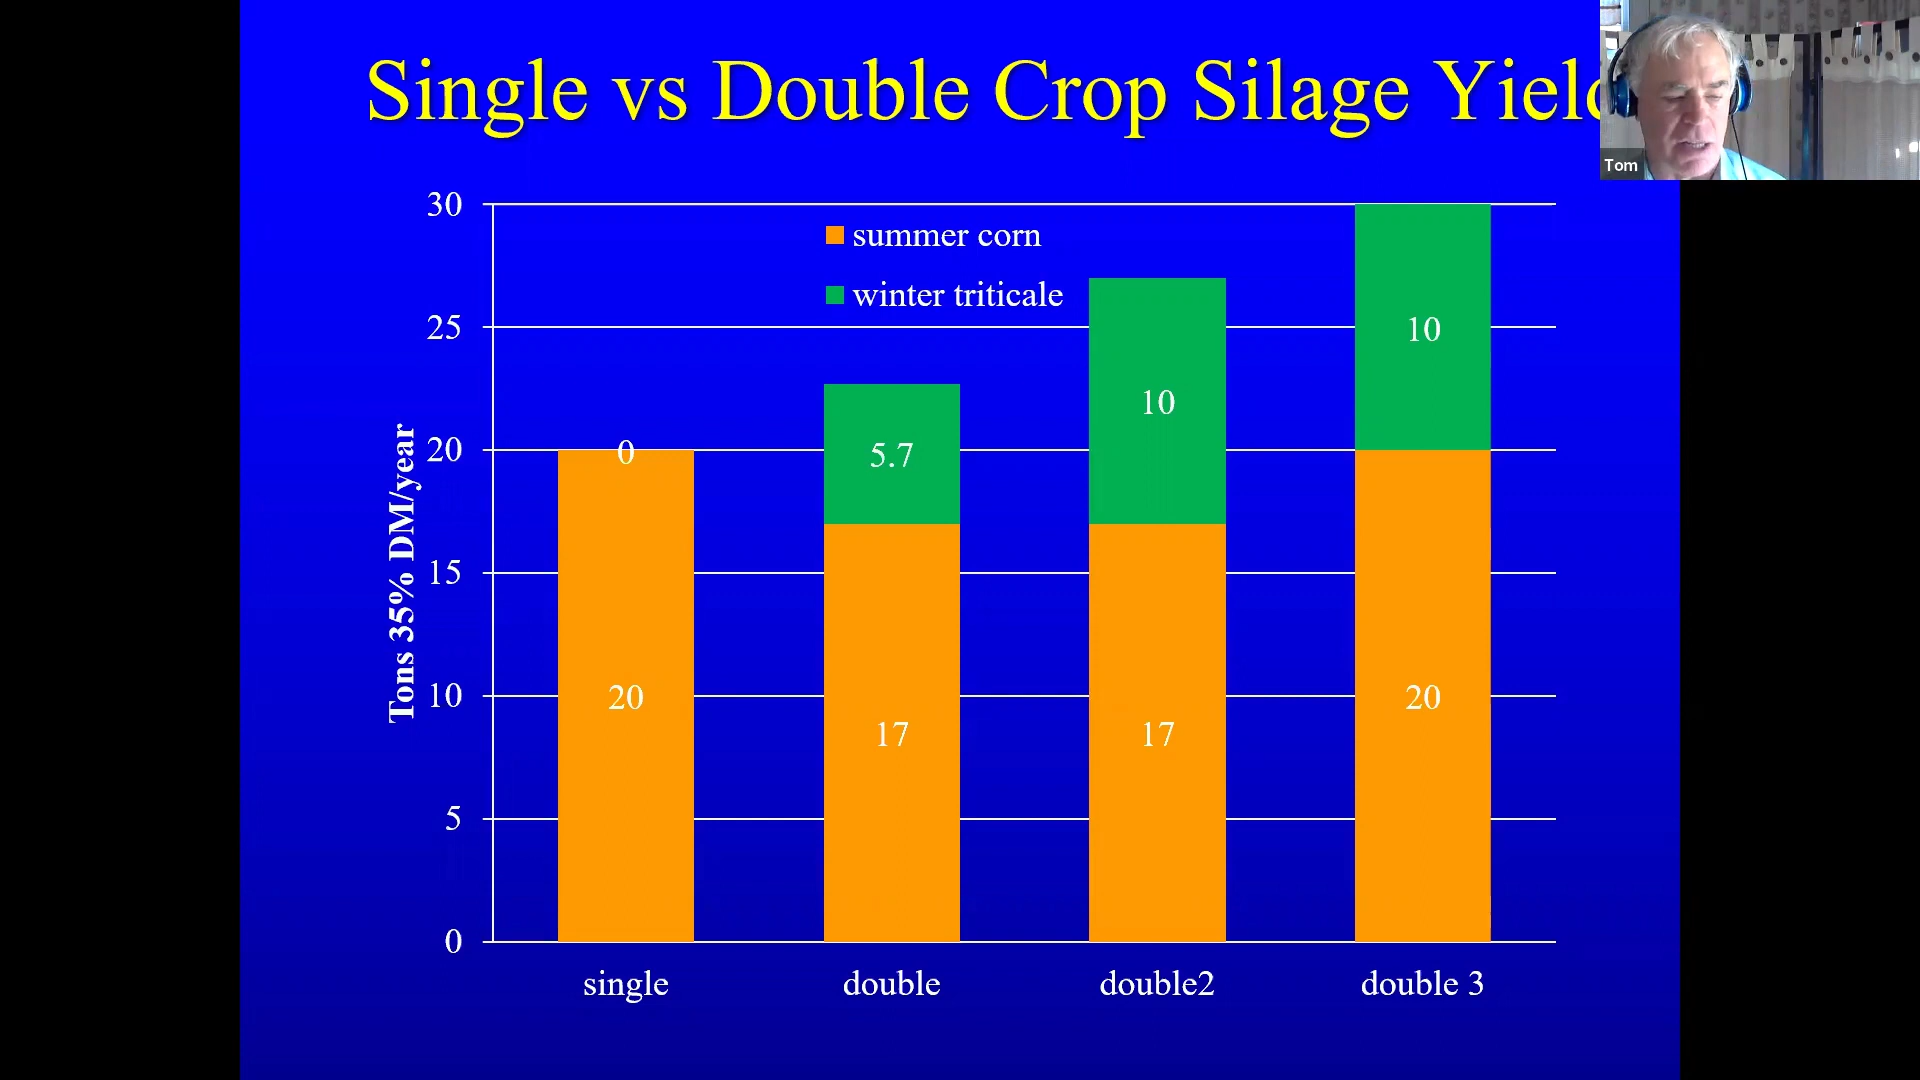 Single vs Double Crop Silage
Tom
30
summer corn
winter triticale
10
25
10
Tons 35% DM/year
20
0
5.7
15
10
20
17
17
20
5
0
single
double
double2
double 3